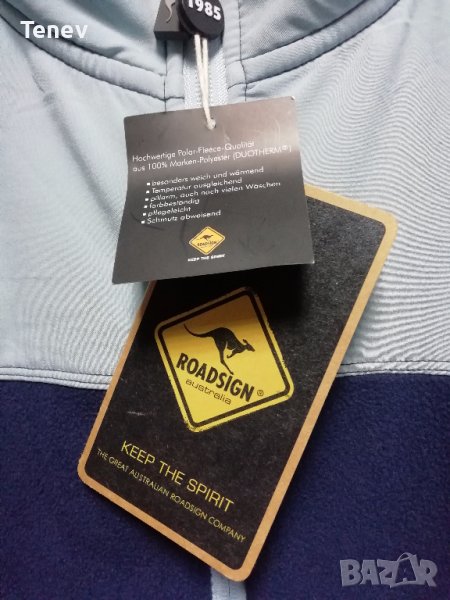 Tenev
1985
Hochwertige Polar-Fleece-Qualität
aus 100% Marken-Polyester (DUOTHERM®)
▪ besonders weich und wärmend
▪ Temperatur ausgleichend
▪ pillarm, auch nach vielen Wäschen
▪ farbbeständig
▪ pflegeleicht
▪ Schmutz abweisend
KEEP THE SPIRIT
ROADSiGN®
australia
KEEP THE SPIRIT
THE GREAT AUSTRALIAN ROADSIGN COMPANY
BAZAR